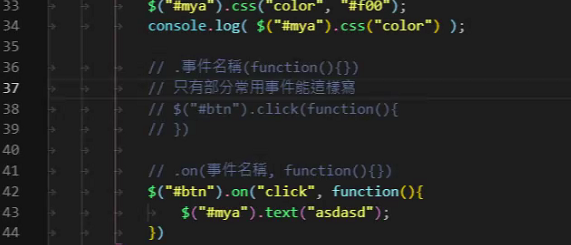 33 $("#mya").css("color", "#f00");
34 console.log( $("#mya").css("color") );
35
36 // .事件名稱(function(){})
37 // 只有部分常用事件能這樣寫
38 // $("#btn").click(function(){
39 // })
40
41 // .on(事件名稱, function(){})
42 $("#btn").on("click", function(){
43 $("#mya").text("asdasd");
44 })